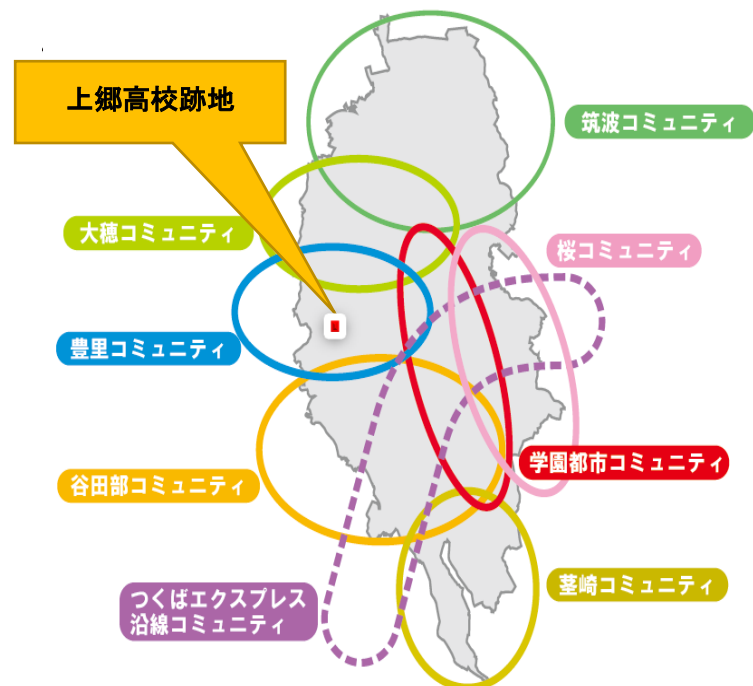 上郷高校跡地
筑波コミュニティ
大穂コミュニティ
桜コミュニティ
豊里コミュニティ
学園都市コミュニティ
谷田部コミュニティ
茎崎コミュニティ
つくばエクスプレス
沿線コミュニティ